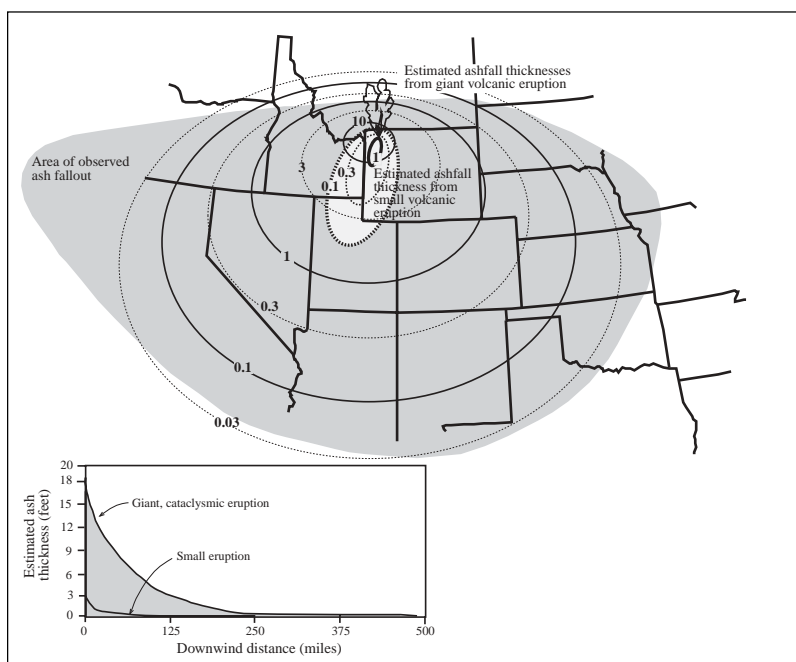 Estimated ashfall thicknesses
from giant volcanic eruption
10
Area of observed
ash fallout
3
0.3
0.1
1
Estimated ashfall
thickness from
small volcanic
eruption
1
0.3
0.1
0.03
20
18
15
12
9
6
3
0
Estimated ash
thickness (feet)
Giant, cataclysmic eruption
Small eruption
0
125
250
375
500
Downwind distance (miles)